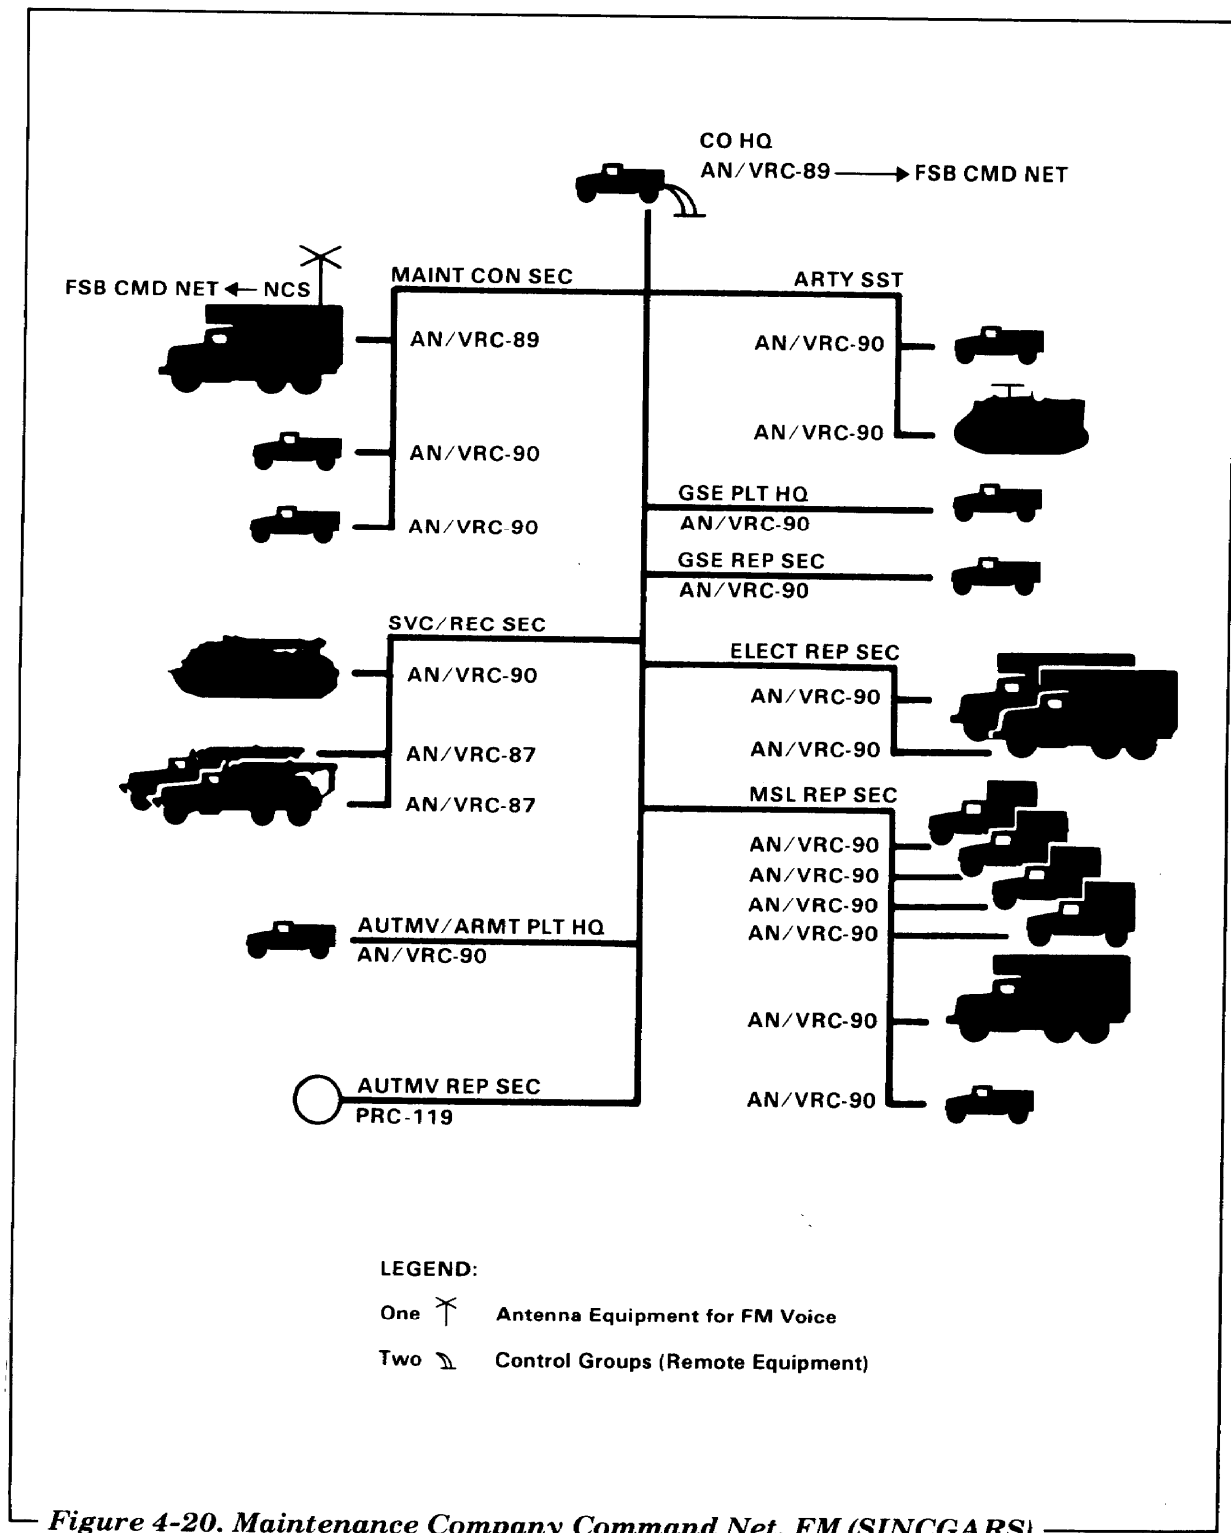 CO HQ
AN/VRC-89 → FSB CMD NET
FSB CMD NET ← NCS
MAINT CON SEC
AN/VRC-89
AN/VRC-90
AN/VRC-90
ARTY SST
AN/VRC-90
AN/VRC-90
GSE PLT HQ
AN/VRC-90
GSE REP SEC
AN/VRC-90
SVC/REC SEC
AN/VRC-90
AN/VRC-87
AN/VRC-87
ELECT REP SEC
AN/VRC-90
AN/VRC-90
MSL REP SEC
AN/VRC-90
AN/VRC-90
AN/VRC-90
AN/VRC-90
AN/VRC-90
AN/VRC-90
AUTMV/ARMT PLT HQ
AN/VRC-90
AUTMV REP SEC
PRC-119
LEGEND:
One Antenna Equipment for FM Voice
Two Control Groups (Remote Equipment)
Figure 4-20. Maintenance Company Command Net, FM (SINCGARS)